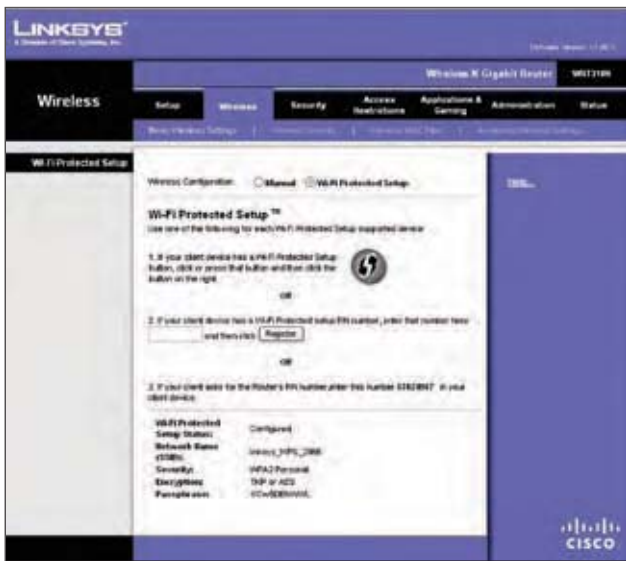 LINKSYS®
A Division of Cisco Systems, Inc.
Wireless-N Gigabit Router
Wireless
Setup
Wireless
Security
Access Restrictions
Applications & Gaming
Administration
Status
Basic Wireless Settings
Wi-Fi Protected Setup
Wireless Configuration: Manual Wi-Fi Protected Setup
Help...
Wi-Fi Protected Setup™
Use one of the following for each Wi-Fi Protected Setup supported device
1. If your client device has a Wi-Fi Protected Setup
button, click or press that button and then click the
button on the right.
OR
2. If your client device has a Wi-Fi Protected setup PIN number, enter that number here
and then click Register
OR
3. If your client asks for the Router's PIN number, enter this number in your
client device.
Wi-Fi Protected Setup Status: Configured
Network Name (SSID):
Security: WPA2 Personal
Encryption: TKIP or AES
Passphrase:
CISCO